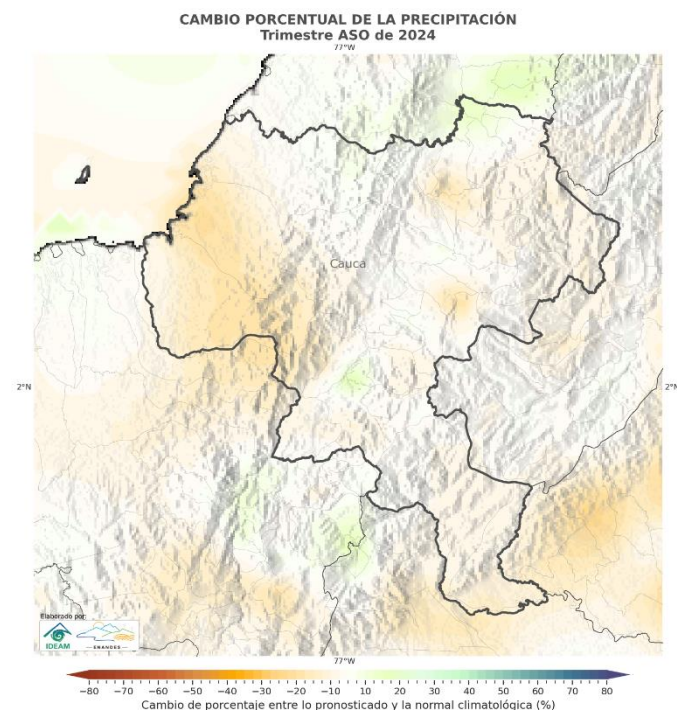 CAMBIO PORCENTUAL DE LA PRECIPITACIÓN
Trimestre ASO de 2024
77°W
Cauca
2°N
2°N
Elaborado por:
IDEAM
ENANDES
77°W
−80 −70 −60 −50 −40 −30 −20 −10 10 20 30 40 50 60 70 80
Cambio de porcentaje entre lo pronosticado y la normal climatológica (%)